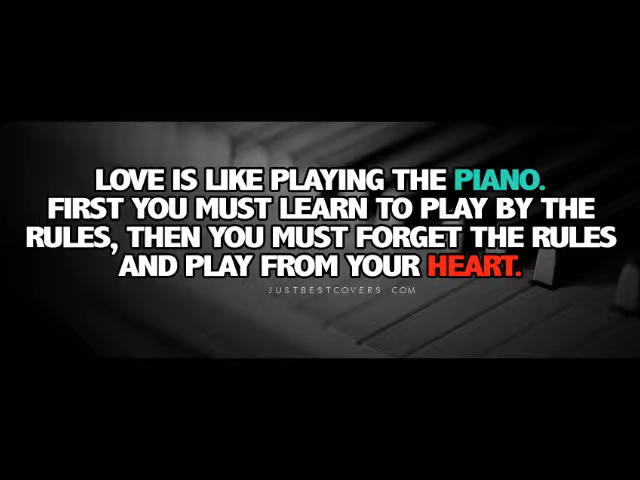 LOVE IS LIKE PLAYING THE PIANO.
FIRST YOU MUST LEARN TO PLAY BY THE
RULES, THEN YOU MUST FORGET THE RULES
AND PLAY FROM YOUR HEART.
JUSTBESTCOVERS.COM